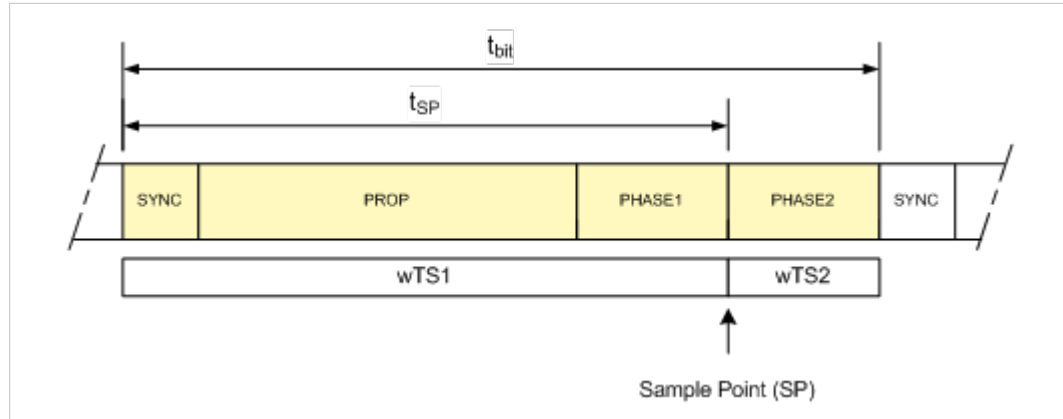 tbit
tSP
SYNC PROP PHASE1 PHASE2 SYNC
wTS1 wTS2
Sample Point (SP)